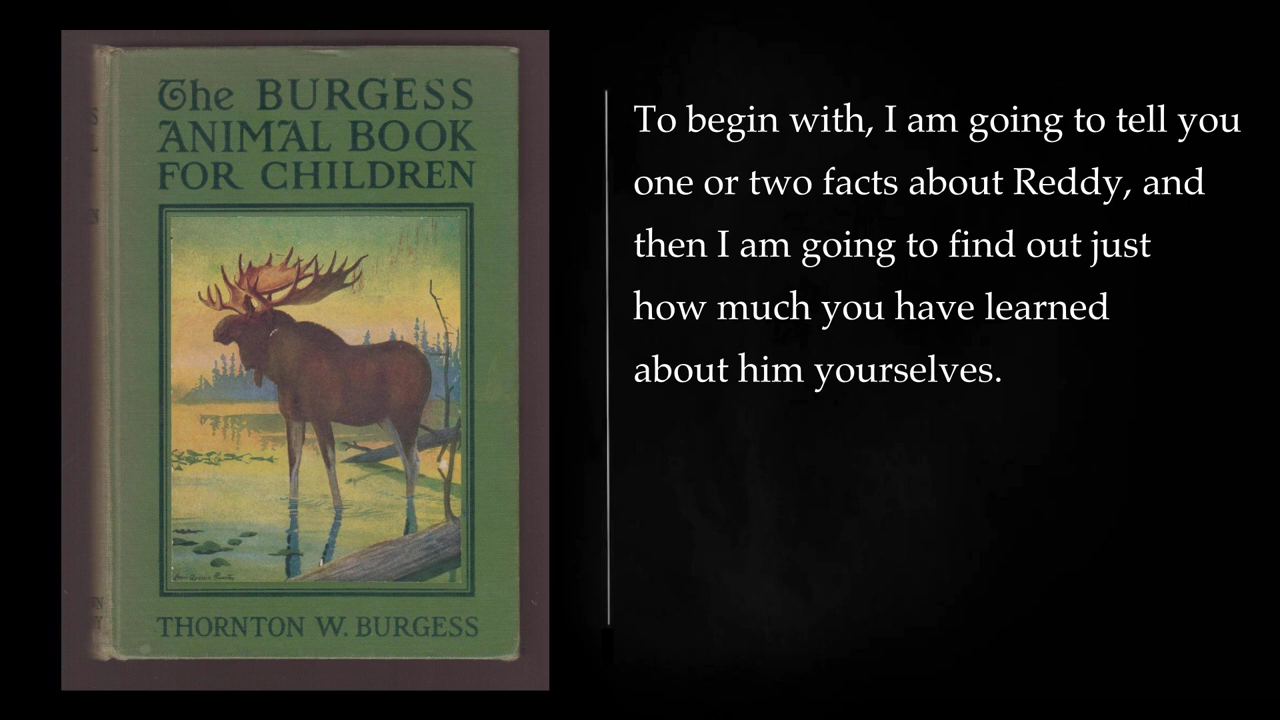 The BURGESS
ANIMAL BOOK
FOR CHILDREN
THORNTON W. BURGESS
To begin with, I am going to tell you
one or two facts about Reddy, and
then I am going to find out just
how much you have learned
about him yourselves.